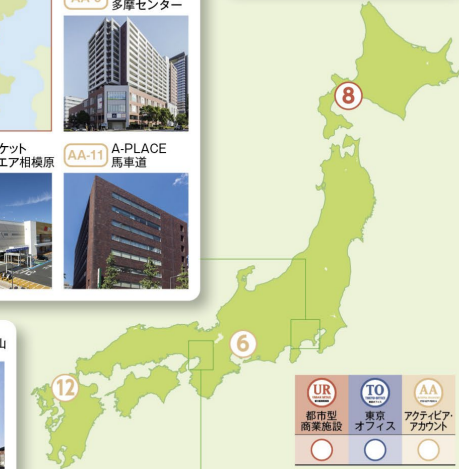 多摩センター
ケット
エア相模原
AA-11
A-PLACE
馬車道
8
6
12
山
UR
都市型
商業施設
TO
東京
オフィス
AA
アクティビア・
アカウント